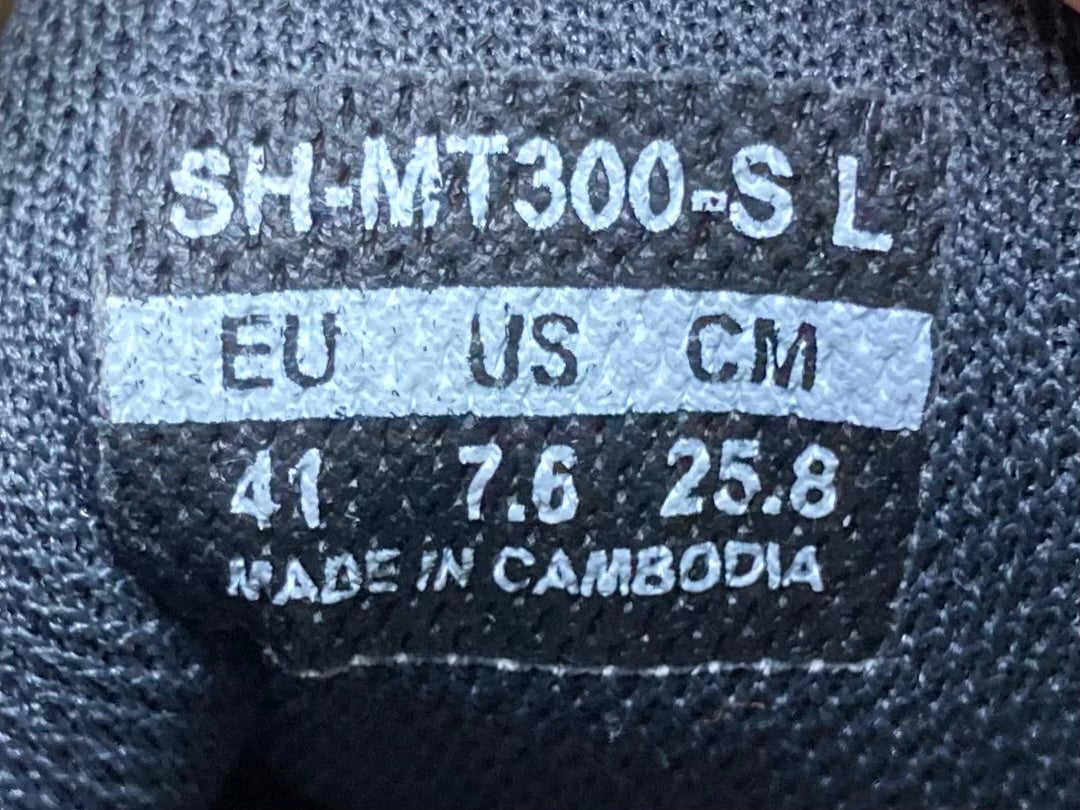 SH-MT300-S L
EU US CM
41 7.6 25.8
MADE IN CAMBODIA